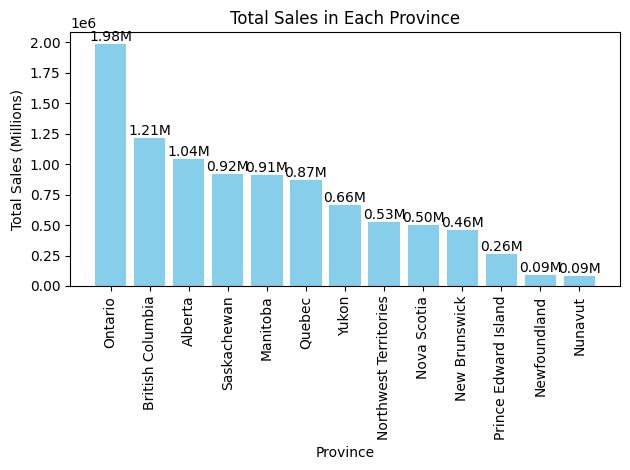 Total Sales in Each Province
1e6
Total Sales (Millions)
2.00
1.75
1.50
1.25
1.00
0.75
0.50
0.25
0.00
1.98M
1.21M
1.04M
0.92M
0.91M
0.87M
0.66M
0.53M
0.50M
0.46M
0.26M
0.09M
0.09M
Ontario
British Columbia
Alberta
Saskachewan
Manitoba
Quebec
Yukon
Northwest Territories
Nova Scotia
New Brunswick
Prince Edward Island
Newfoundland
Nunavut
Province